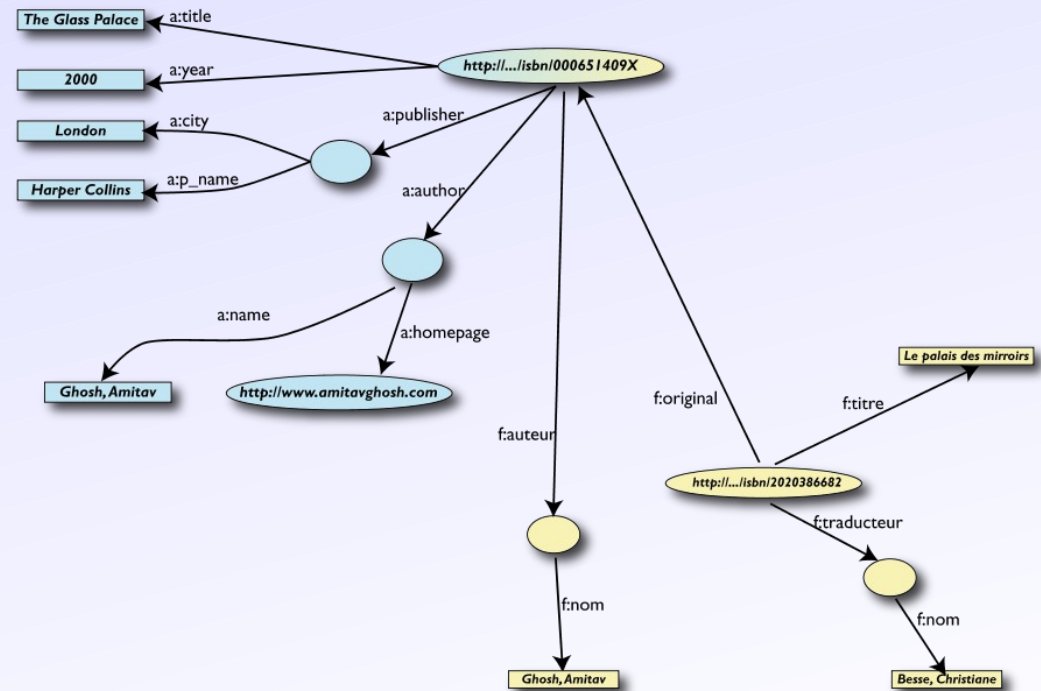 The Glass Palace
a:title
http://.../isbn/000651409X
2000
a:year
London
a:city
a:publisher
Harper Collins
a:p_name
a:author
a:name
a:homepage
Ghosh, Amitav
http://www.amitavghosh.com
Le palais des mirroirs
f:original
f:titre
f:auteur
http://.../isbn/2020386682
f:traducteur
f:nom
f:nom
Ghosh, Amitav
Besse, Christiane